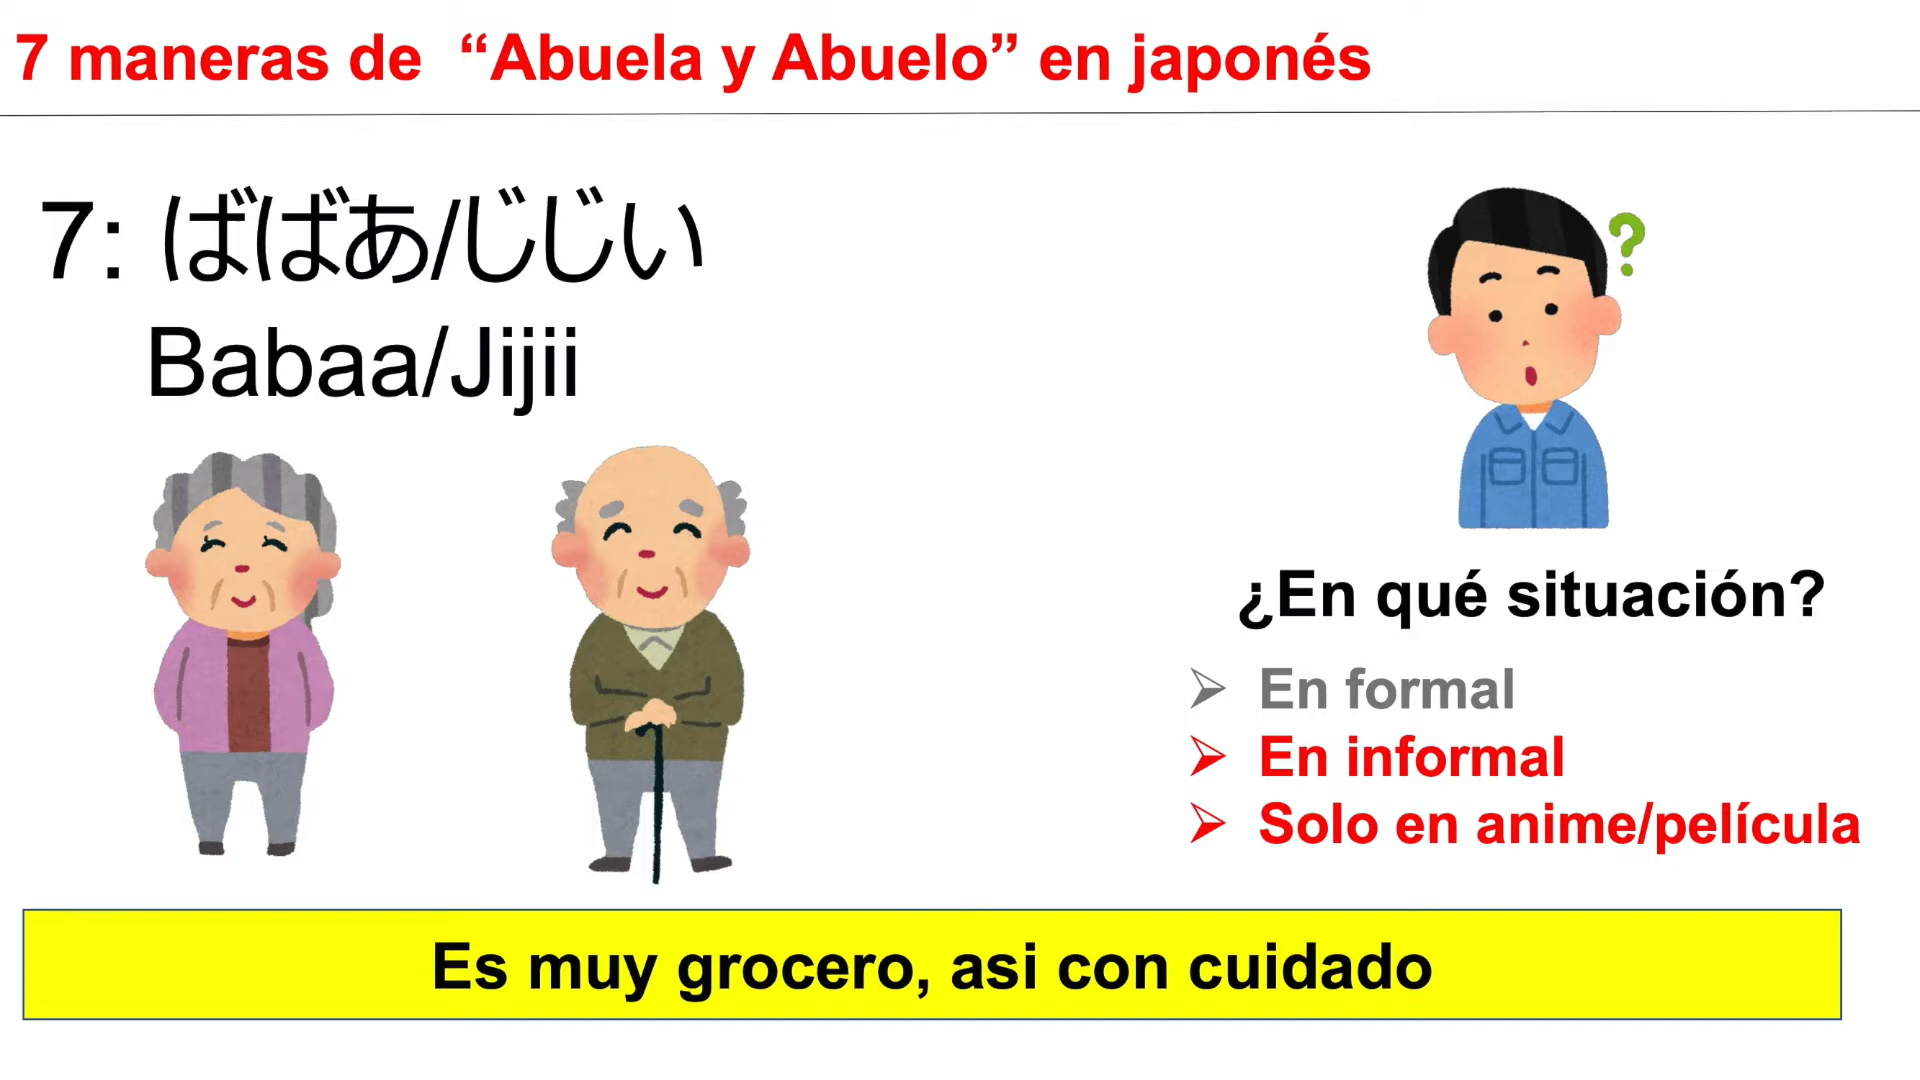 7 maneras de “Abuela y Abuelo” en japonés
7: ばばあ/じじい
Babaa/Jijii
?
¿En qué situación?
➢ En formal
➢ En informal
➢ Solo en anime/película
Es muy grocero, asi con cuidado